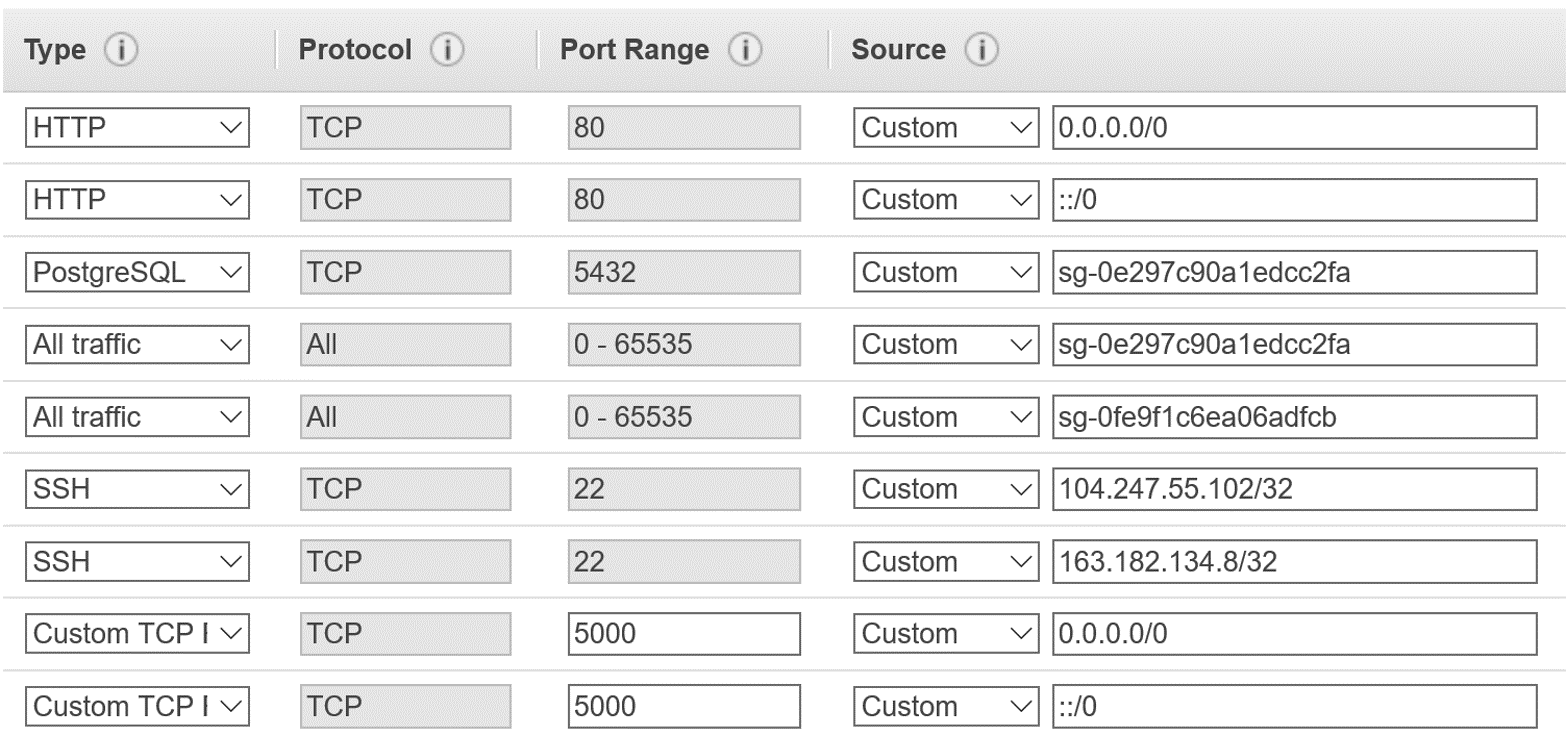 Type i Protocol i Port Range i Source i
HTTP TCP 80 Custom 0.0.0.0/0
HTTP TCP 80 Custom ::/0
PostgreSQL TCP 5432 Custom sg-0e297c90a1edcc2fa
All traffic All 0 - 65535 Custom sg-0e297c90a1edcc2fa
All traffic All 0 - 65535 Custom sg-0fe9f1c6ea06adfcb
SSH TCP 22 Custom 104.247.55.102/32
SSH TCP 22 Custom 163.182.134.8/32
Custom TCP TCP 5000 Custom 0.0.0.0/0
Custom TCP TCP 5000 Custom ::/0